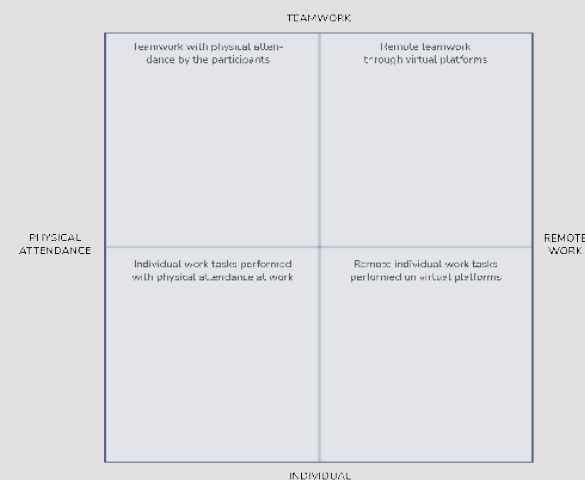 TEAMWORK
Teamwork with physical atten-
dance by the participants
Remote teamwork
through virtual platforms
PHYSICAL
ATTENDANCE
REMOTE
WORK
Individual work tasks performed
with physical attendance at work
Remote individual work tasks
performed on virtual platforms
INDIVIDUAL